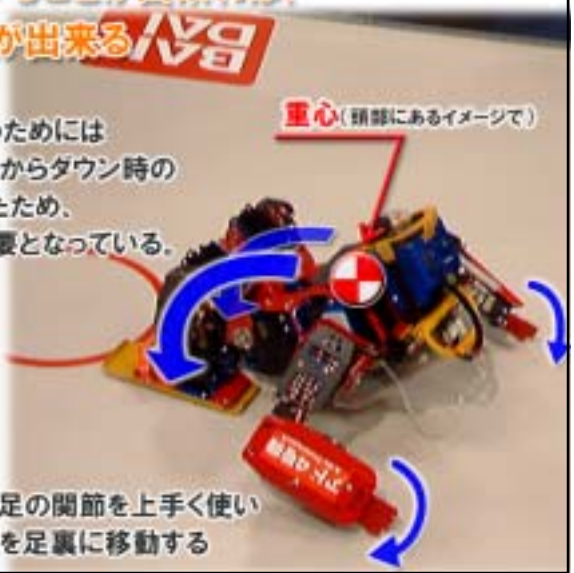 が出来る
BAN
DAI
重心(頭部にあるイメージで)
ためには
からダウン時の
ため、
要となっている。
足の関節を上手く使い
を足裏に移動する